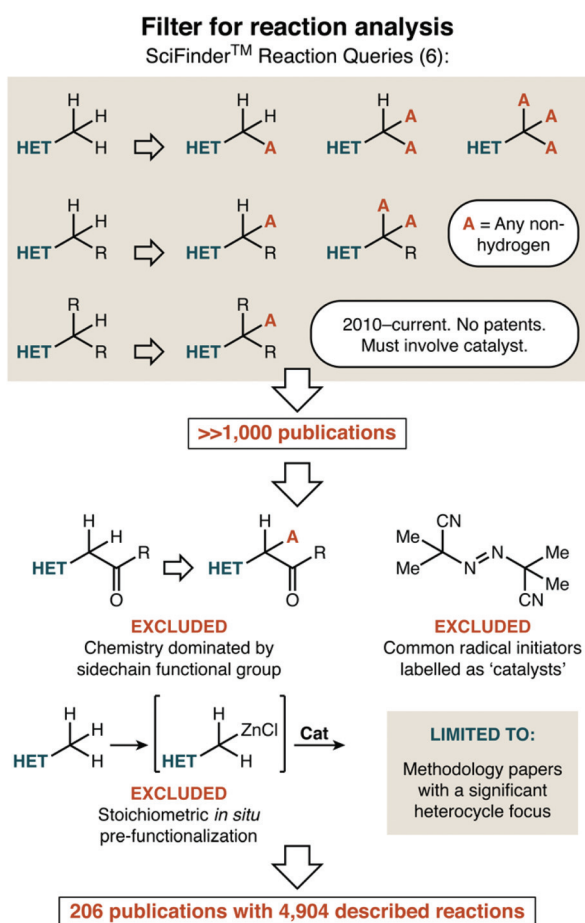 Filter for reaction analysis
SciFinder™ Reaction Queries (6):
H
H
HET
H
H
H
HET
A
H
A
HET
A
A
A
HET
A
H
H
HET
R
H
A
HET
R
A
A
HET
R
A = Any non-
hydrogen
R
H
HET
R
R
A
HET
R
2010–current. No patents.
Must involve catalyst.
>>1,000 publications
H
H
R
HET
O
H
A
R
HET
O
EXCLUDED
Chemistry dominated by
sidechain functional group
CN
Me
Me
N
N
Me
Me
CN
EXCLUDED
Common radical initiators
labelled as ‘catalysts’
H
H
HET
H
H
ZnCl
HET
H
Cat
EXCLUDED
Stoichiometric in situ
pre-functionalization
LIMITED TO:
Methodology papers
with a significant
heterocycle focus
206 publications with 4,904 described reactions